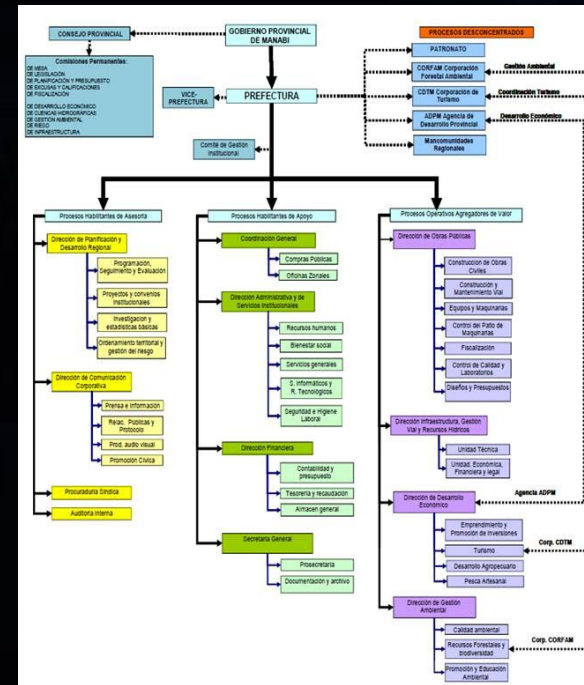 CONSEJO PROVINCIAL
Comisiones Permanentes:
DE MESA
DE LEGISLACIÓN
DE PLANIFICACIÓN Y PRESUPUESTO
DE EXCUSAS Y CALIFICACIONES
DE FISCALIZACIÓN
DE DESARROLLO ECONÓMICO
DE CUENCAS HIDROGRAFICAS
DE GESTIÓN AMBIENTAL
DE RIEGO
DE INFRAESTRUCTURA
GOBIERNO PROVINCIAL
DE MANABI
VICE-
PREFECTURA
PREFECTURA
Comité de Gestión
Institucional
PROCESOS DESCONCENTRADOS
PATRONATO
CORFAM Corporación
Forestal Ambiental
Gestión Ambiental
CDTM Corporación de
Turismo
Coordinación Turismo
ADPM Agencia de
Desarrollo Provincial
Desarrollo Económico
Mancomunidades
Regionales
Procesos Habilitantes de Asesoría
Dirección de Planificación y
Desarrollo Regional
Programación,
Seguimiento y Evaluación
Proyectos y convenios
Institucionales
Investigacion y
estadísticas básicas
Ordenamiento territorial y
gestión del riesgo
Dirección de Comunicación
Corporativa
Prensa e Información
Relac. Públicas y
Protocolo
Prod. audio visual
Promoción Cívica
Procuraduría Síndica
Auditoria Interna
Procesos Habilitantes de Apoyo
Coordinación General
Compras Públicas
Oficinas Zonales
Dirección Administrativa y de
Servicios Institucionales
Recursos humanos
Bienestar social
Servicios generales
S. Informáticos y
R. Tecnológicos
Seguridad e Higiene
Laboral
Dirección Financiera
Contabilidad y
presupuesto
Tesoreria y recaudación
Almacen general
Secretaría General
Prosecretaría
Documentación y archivo
Procesos Operativos Agregadores de Valor
Dirección de Obras Públicas
Construccion de Obras
Civiles
Construcción y
Mantenimiento Vial
Equipos y Maquinarias
Control del Patio de
Maquinarias
Fiscalización
Control de Calidad y
Laboratorios
Diseños y Presupuestos
Dirección Infraestructura, Gestión
Vial y Recursos Hídricos
Unidad Técnica
Unidad. Económica,
Financiera y legal
Dirección de Desarrollo
Económico
Agencia ADPM
Emprendimiento y
Promoción de Inversiones
Turismo
Corp. CDTM
Desarrollo Agropecuario
Pesca Artesanal
Dirección de Gestión
Ambiental
Calidad ambiental
Recursos Forestales y
biodiversidad
Corp. CORFAM
Promoción y Educación
Ambiental